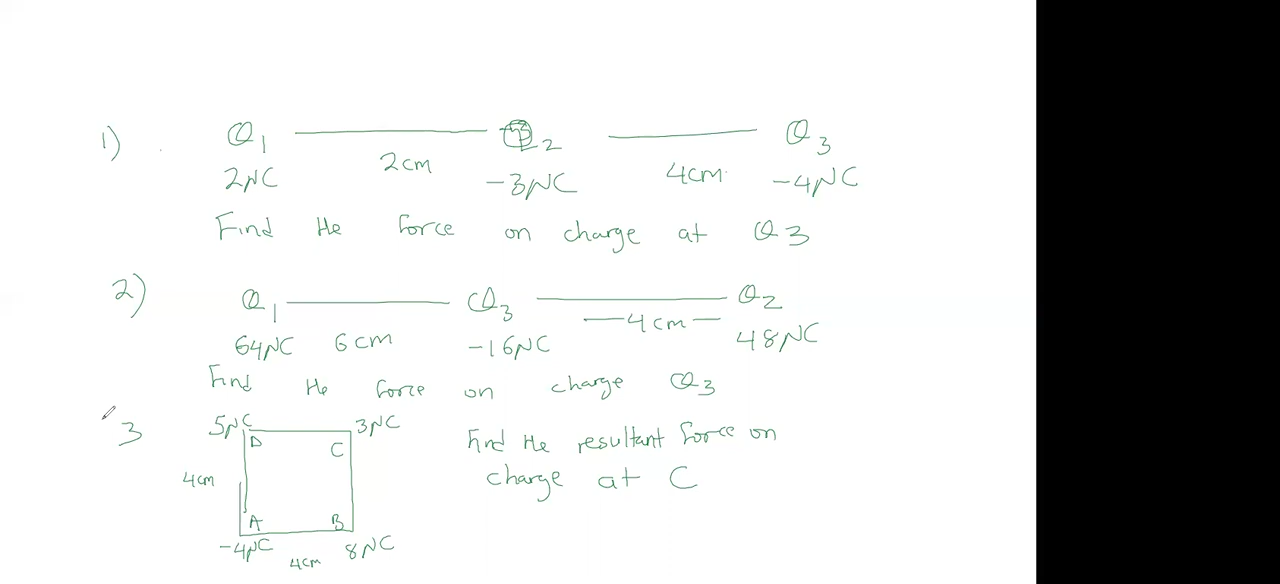 1) Q1 Q2 Q3
2cm 4cm
2μC -3μC -4μC
Find the force on charge at Q3
2) Q1 Q3 Q2
6cm 4cm
64μC -16μC 48μC
Find the force on charge Q3
3 5μC 3μC
D C
4cm
A B
-4μC 4cm 8μC
Find the resultant force on
charge at C